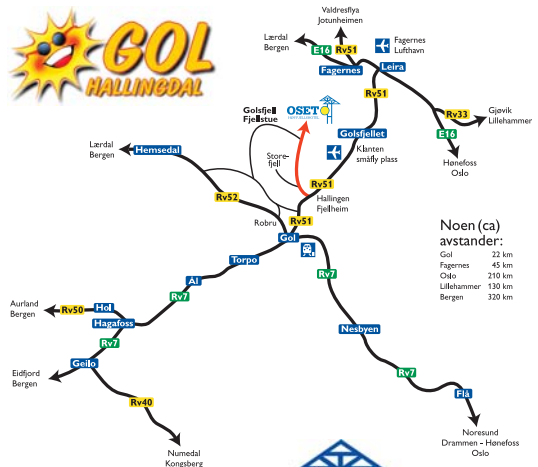 GOL
HALLINGDAL
Valdresflya
Jotunheimen
Lærdal
Bergen
E16
Rv51
Fagernes
Lufthavn
Fagernes
Leira
Rv51
Rv33
Gjøvik
Lillehammer
E16
Hønefoss
Oslo
Golsfjell
Fjellstue
OSET
Golsfjellet
Klanten
småfly plass
Store-
fjell
Lærdal
Bergen
Hemsedal
Rv52
Rv51
Hallingen
Fjellheim
Robru
Rv51
Gol
Noen (ca)
avstander:
Gol 22 km
Fagernes 45 km
Oslo 210 km
Lillehammer 130 km
Bergen 320 km
Torpo
Ål
Rv7
Rv7
Aurland
Bergen
Rv50
Hol
Hagafoss
Nesbyen
Rv7
Geilo
Eidfjord
Bergen
Rv7
Flå
Rv40
Numedal
Kongsberg
Noresund
Drammen - Hønefoss
Oslo